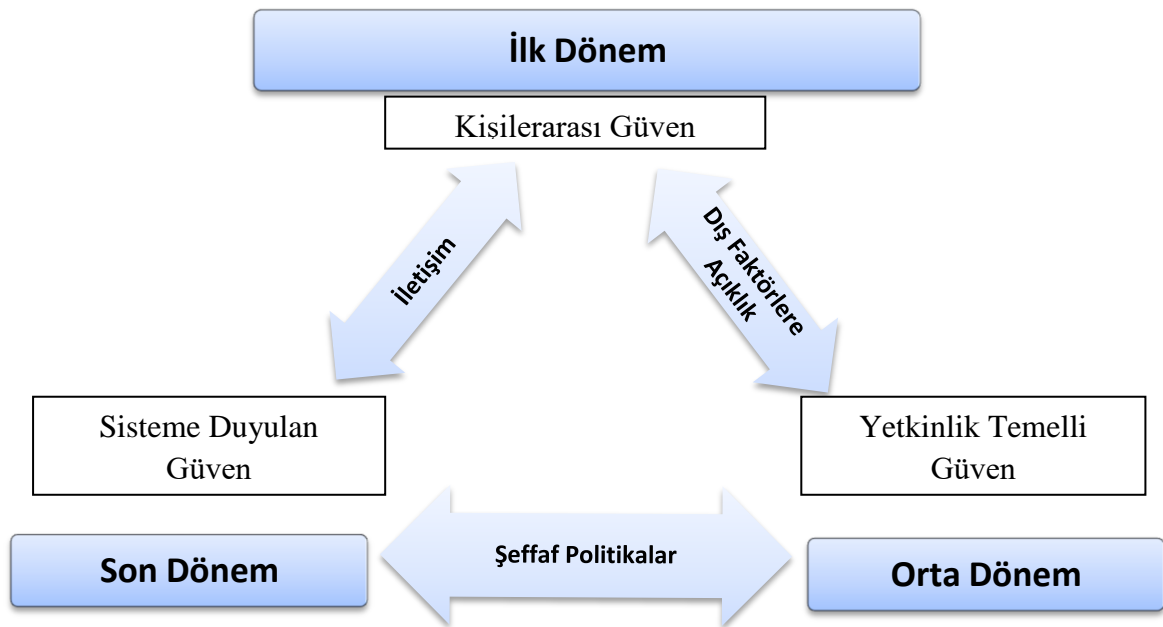 İlk Dönem
Kişilerarası Güven
İletişim
Dış Faktörlere
Açıklık
Sisteme Duyulan
Güven
Yetkinlik Temelli
Güven
Son Dönem
Şeffaf Politikalar
Orta Dönem